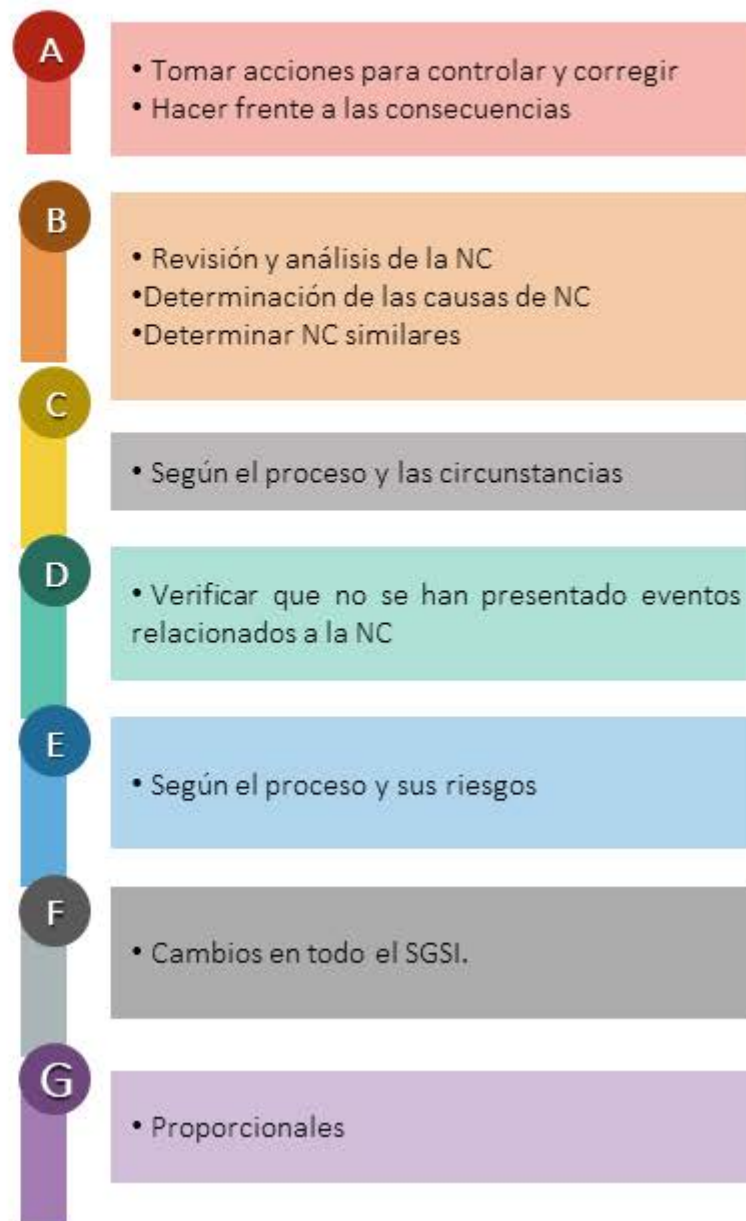 A
• Tomar acciones para controlar y corregir
• Hacer frente a las consecuencias
B
• Revisión y análisis de la NC
•Determinación de las causas de NC
•Determinar NC similares
C
• Según el proceso y las circunstancias
D
• Verificar que no se han presentado eventos
relacionados a la NC
E
• Según el proceso y sus riesgos
F
• Cambios en todo el SGSI.
G
• Proporcionales